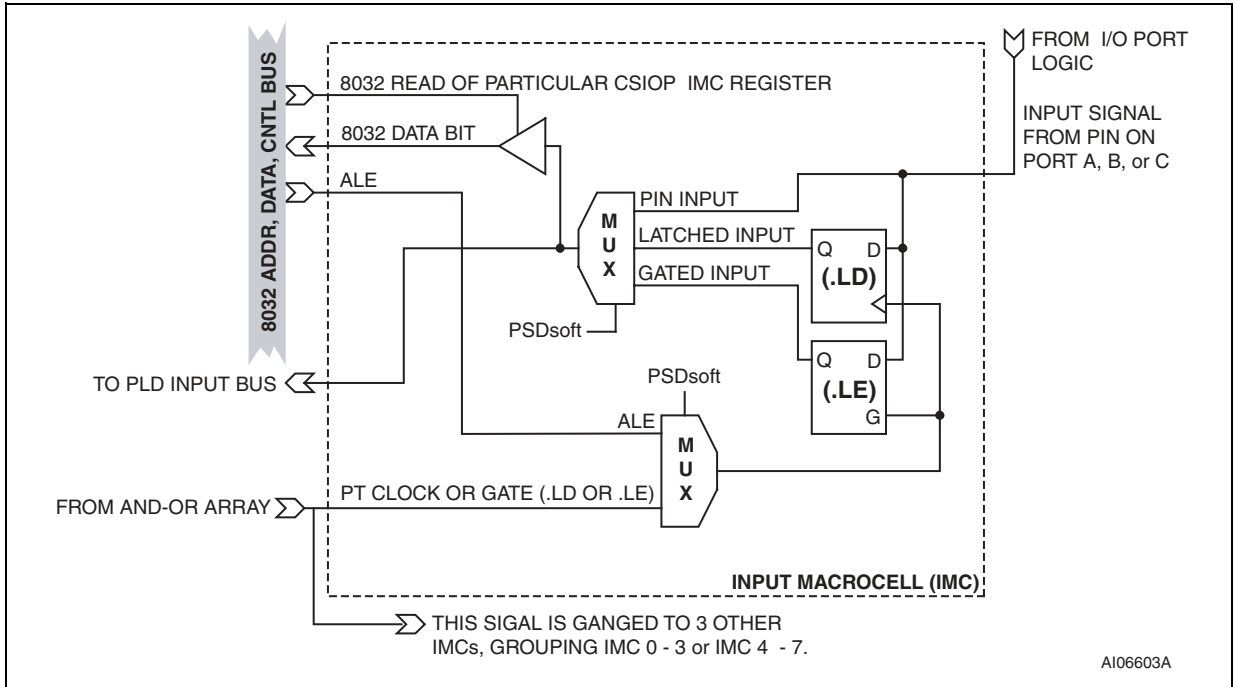 FROM I/O PORT
LOGIC
8032 ADDR, DATA, CNTL BUS
8032 READ OF PARTICULAR CSIOP IMC REGISTER
INPUT SIGNAL
FROM PIN ON
PORT A, B, or C
8032 DATA BIT
ALE
PIN INPUT
M
U
X
LATCHED INPUT
GATED INPUT
Q D
(.LD)
PSDsoft
Q D
(.LE)
G
TO PLD INPUT BUS
PSDsoft
ALE
M
U
X
PT CLOCK OR GATE (.LD OR .LE)
FROM AND-OR ARRAY
INPUT MACROCELL (IMC)
THIS SIGAL IS GANGED TO 3 OTHER
IMCs, GROUPING IMC 0 - 3 or IMC 4 - 7.
AI06603A